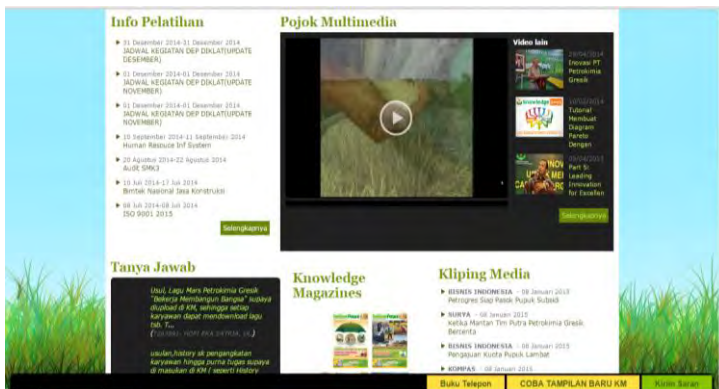 Info Pelatihan
31 Desember 2014-31 Desember 2014
JADWAL KEGIATAN DEP DIKLAT(UPDATE
DESEMBER)
01 Desember 2014-01 Desember 2014
JADWAL KEGIATAN DEP DIKLAT(UPDATE
NOVEMBER)
01 Desember 2014-01 Desember 2014
JADWAL KEGIATAN DEP DIKLAT(UPDATE
NOVEMBER)
10 September 2014-11 September 2014
Human Resouce Inf System
20 Agustus 2014-22 Agustus 2014
Audit SMK3
10 Juli 2014-17 Juli 2014
Bimtek Nasional Jasa Konstruksi
08 Juli 2014-08 Juli 2014
ISO 9001 2015
Selengkapnya
Pojok Multimedia
Video lain
Inovasi PT
Petrokimia
Gresik
Tutorial
Membuat
Diagram
Pareto
Dengan
Part 5:
Leading
Innovation
for Excellen
Selengkapnya
Tanya Jawab
Usul, Lagu Mars Petrokimia Gresik
"Bekerja Membangun Bangsa" supaya
diupload di KM, sehingga setiap
karyawan dapat mendownload lagu
tsb. T...
usulan,history sk pengangkatan
karyawan hingga purna tugas supaya
di masukan di KM ( seperti History
Knowledge
Magazines
Kliping Media
BISNIS INDONESIA - 08 Januari 2015
Petrogres Siap Pasok Pupuk Subsidi
SURYA - 08 Januari 2015
Ketika Mantan Tim Putra Petrokimia Gresik
Bercerita
BISNIS INDONESIA - 08 Januari 2015
Pengajuan Kuota Pupuk Lambat
KOMPAS - 08 Januari 2015
Buku Telepon
COBA TAMPILAN BARU KM
Kirim Saran